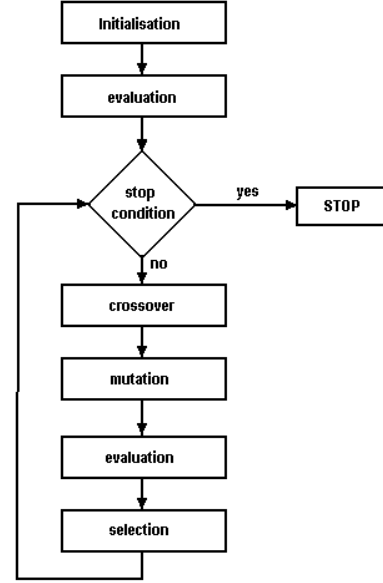 Initialisation
evaluation
stop
condition
yes
STOP
no
crossover
mutation
evaluation
selection